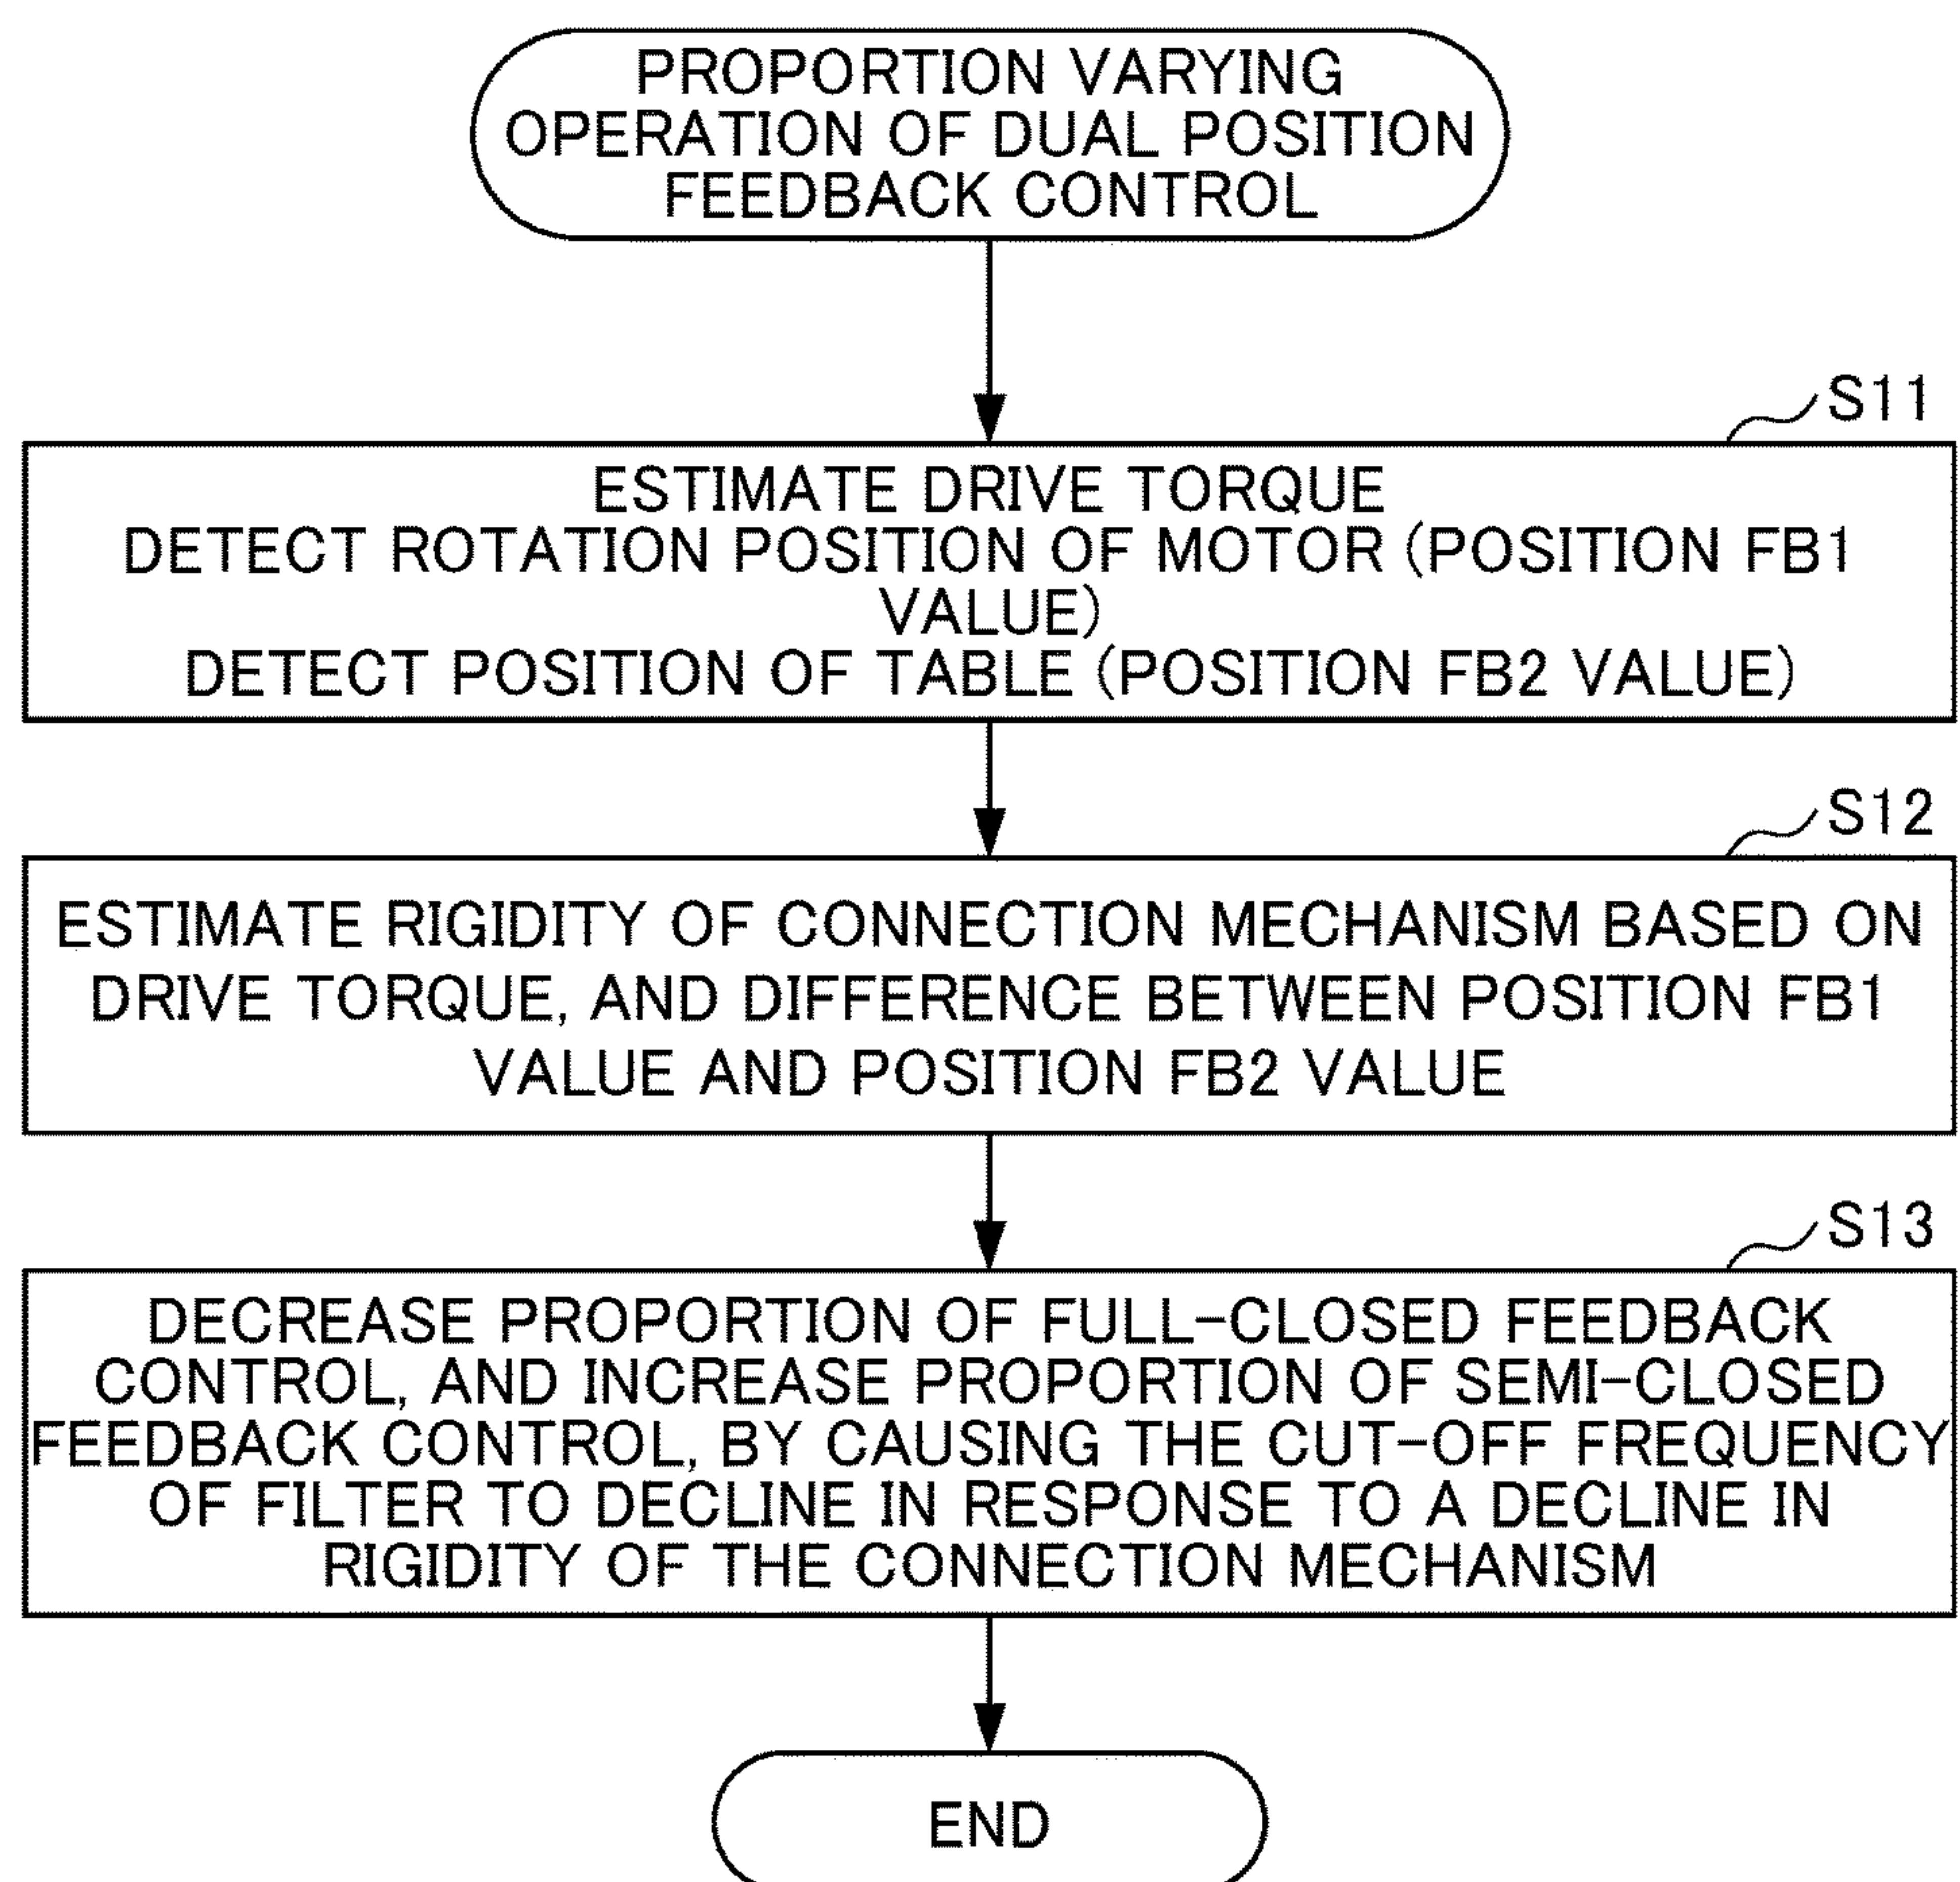 PROPORTION VARYING
OPERATION OF DUAL POSITION
FEEDBACK CONTROL
S11
ESTIMATE DRIVE TORQUE
DETECT ROTATION POSITION OF MOTOR (POSITION FB1
VALUE)
DETECT POSITION OF TABLE (POSITION FB2 VALUE)
S12
ESTIMATE RIGIDITY OF CONNECTION MECHANISM BASED ON
DRIVE TORQUE, AND DIFFERENCE BETWEEN POSITION FB1
VALUE AND POSITION FB2 VALUE
S13
DECREASE PROPORTION OF FULL-CLOSED FEEDBACK
CONTROL, AND INCREASE PROPORTION OF SEMI-CLOSED
FEEDBACK CONTROL, BY CAUSING THE CUT-OFF FREQUENCY
OF FILTER TO DECLINE IN RESPONSE TO A DECLINE IN
RIGIDITY OF THE CONNECTION MECHANISM
END